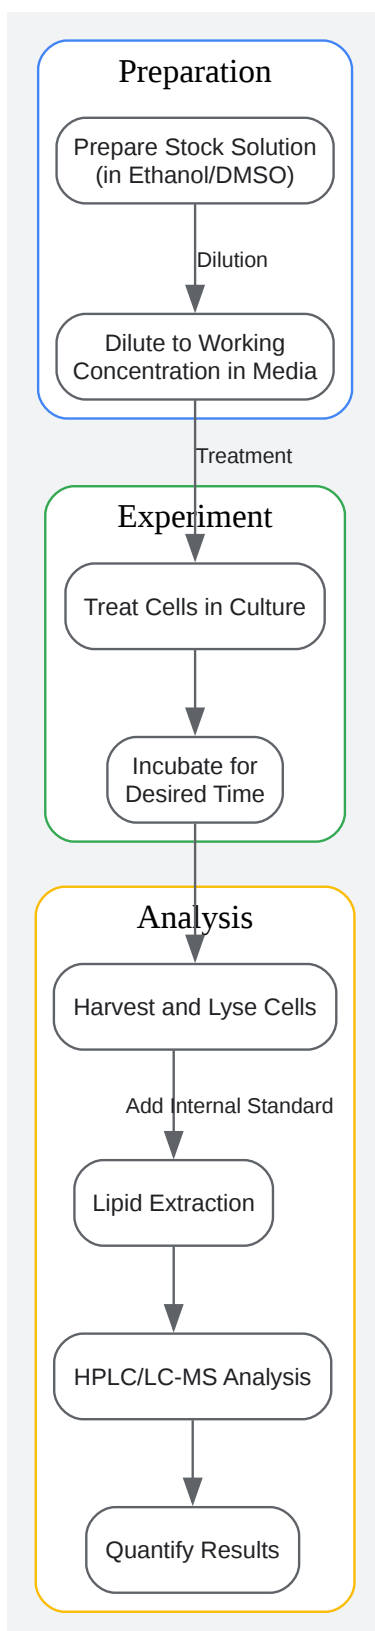 Preparation
Prepare Stock Solution
(in Ethanol/DMSO)
Dilution
Dilute to Working
Concentration in Media
Treatment
Experiment
Treat Cells in Culture
Incubate for
Desired Time
Analysis
Harvest and Lyse Cells
Add Internal Standard
Lipid Extraction
HPLC/LC-MS Analysis
Quantify Results